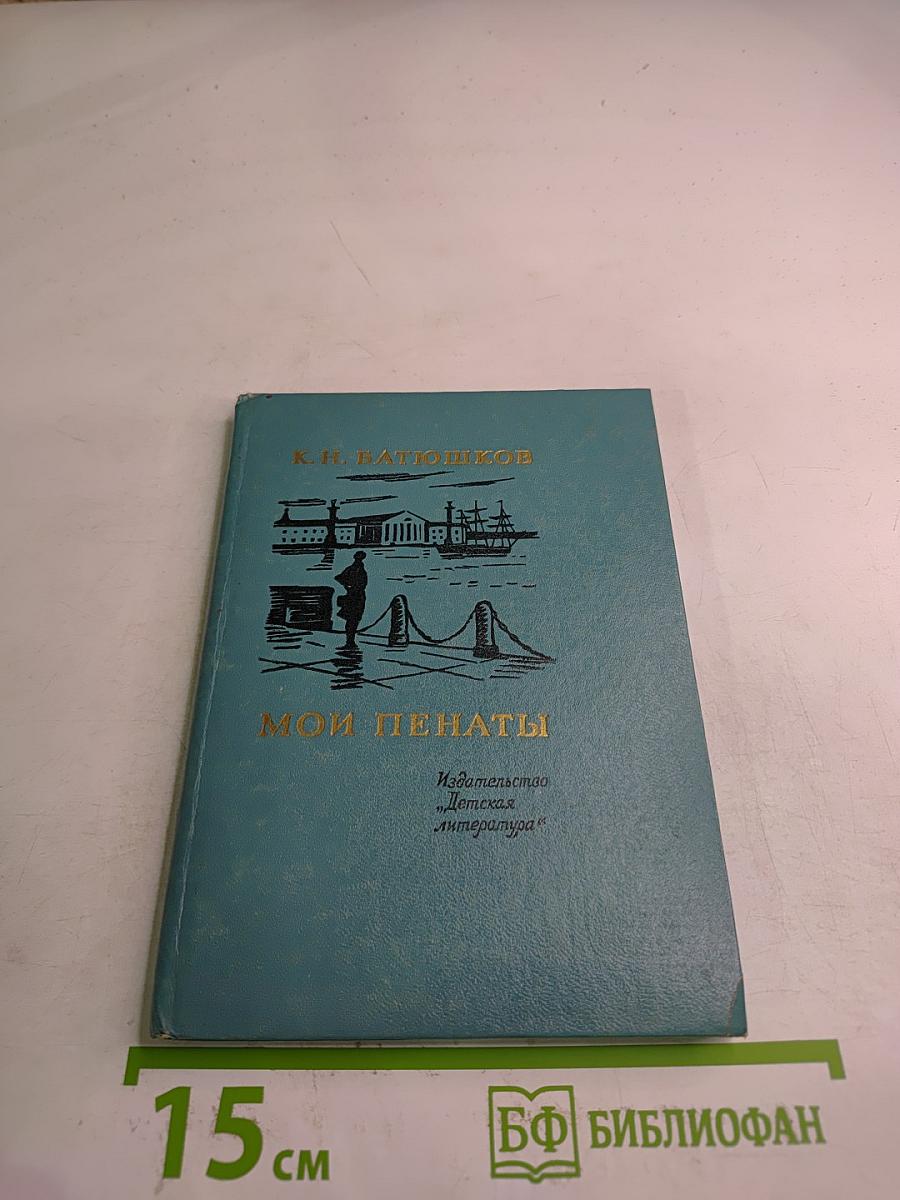 К. Н. БАТЮШКОВ
МОИ ПЕНАТЫ
Издательство
„Детская
литература“
15 см
БФ БИБЛИОФАН